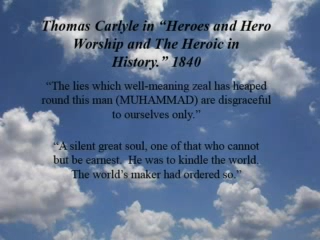 Thomas Carlyle in “Heroes and Hero
Worship and The Heroic in
History.” 1840
“The lies which well-meaning zeal has heaped
round this man (MUHAMMAD) are disgraceful
to ourselves only.”
“A silent great soul, one of that who cannot
but be earnest.  He was to kindle the world.
The world’s maker had ordered so.”